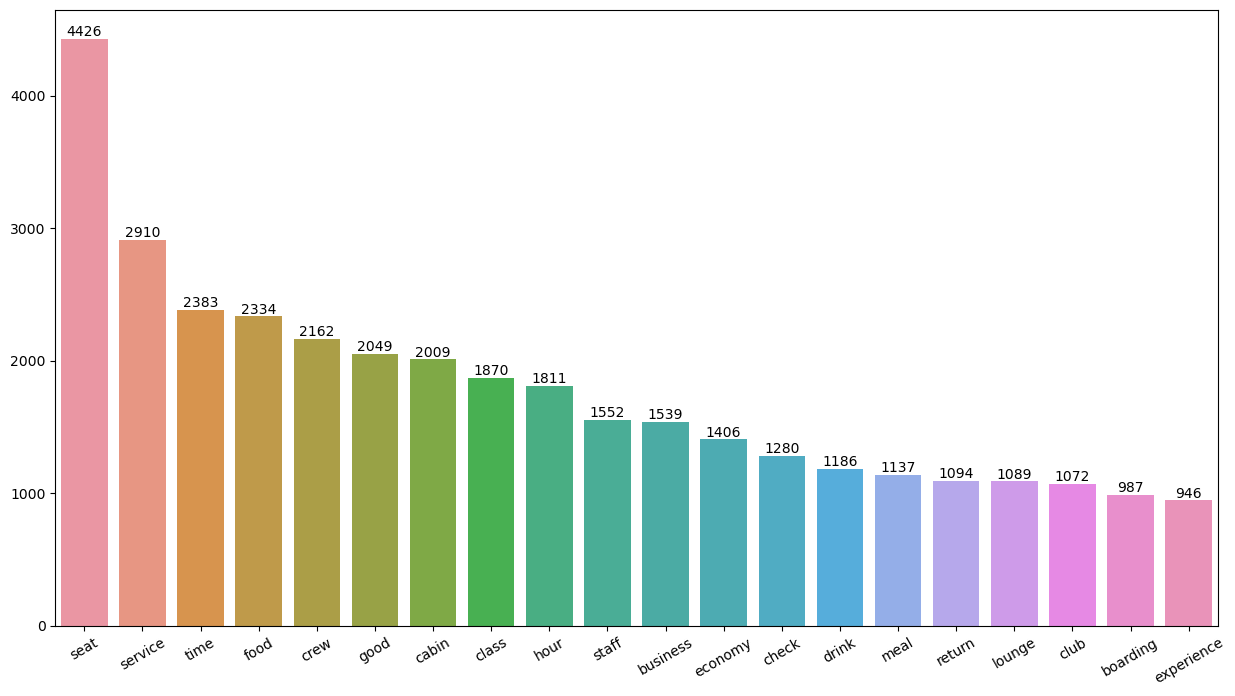 4426
2910
2383
2334
2162
2049
2009
1870
1811
1552
1539
1406
1280
1186
1137
1094
1089
1072
987
946
4000
3000
2000
1000
0
seat
service
time
food
crew
good
cabin
class
hour
staff
business
economy
check
drink
meal
return
lounge
club
boarding
experience